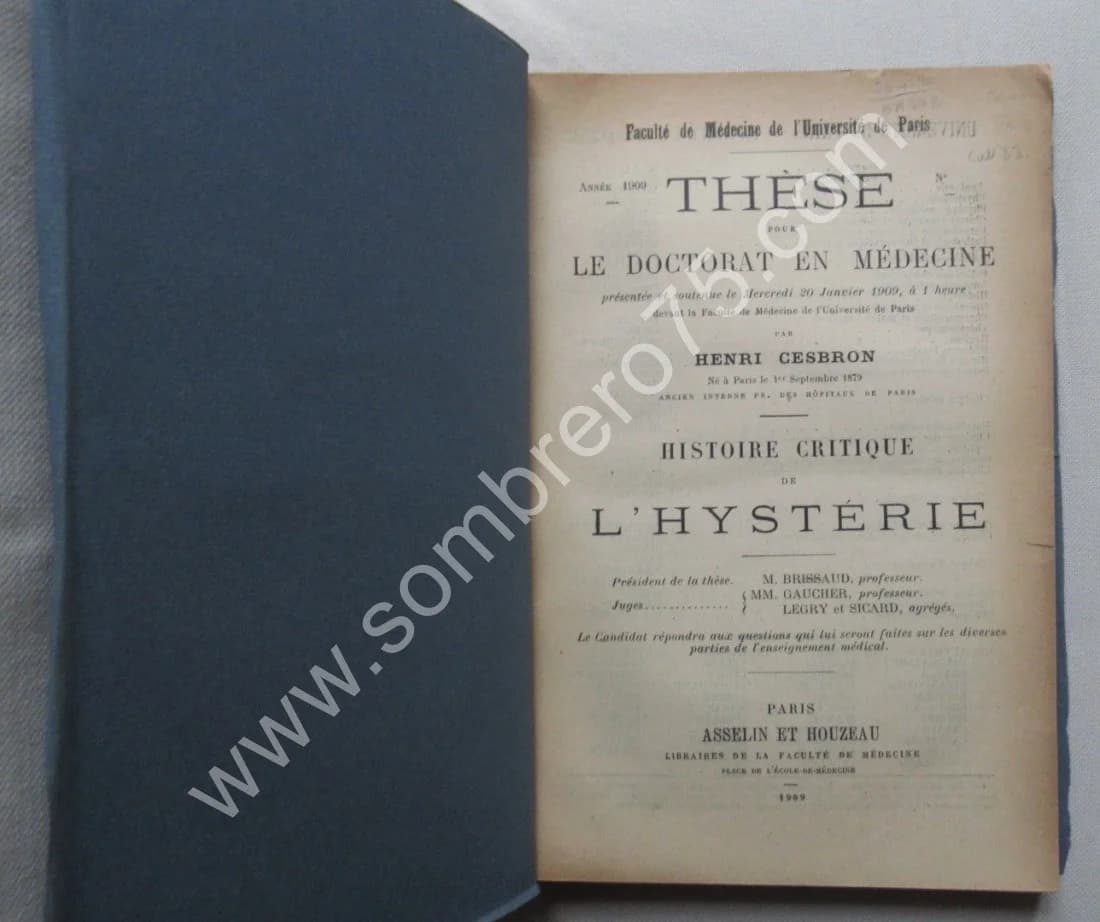 Faculté de Médecine de l'Université de Paris
ANNÉE 1909 THÈSE N°
POUR
LE DOCTORAT EN MÉDECINE
présentée et soutenue le Mercredi 20 Janvier 1909, à 1 heure
devant la Faculté de Médecine de l'Université de Paris
PAR
HENRI CESBRON
Né à Paris le 1er Septembre 1879
ANCIEN INTERNE PR. DES HÔPITAUX DE PARIS
HISTOIRE CRITIQUE
DE
L'HYSTÉRIE
Président de la thèse. M. BRISSAUD, professeur.
Juges.............. { MM. GAUCHER, professeur.
LEGRY et SICARD, agrégés.
Le Candidat répondra aux questions qui lui seront faites sur les diverses
parties de l'enseignement médical.
PARIS
ASSELIN ET HOUZEAU
LIBRAIRES DE LA FACULTÉ DE MÉDECINE
PLACE DE L'ÉCOLE-DE-MÉDECINE
1909
www.sombrero75.com